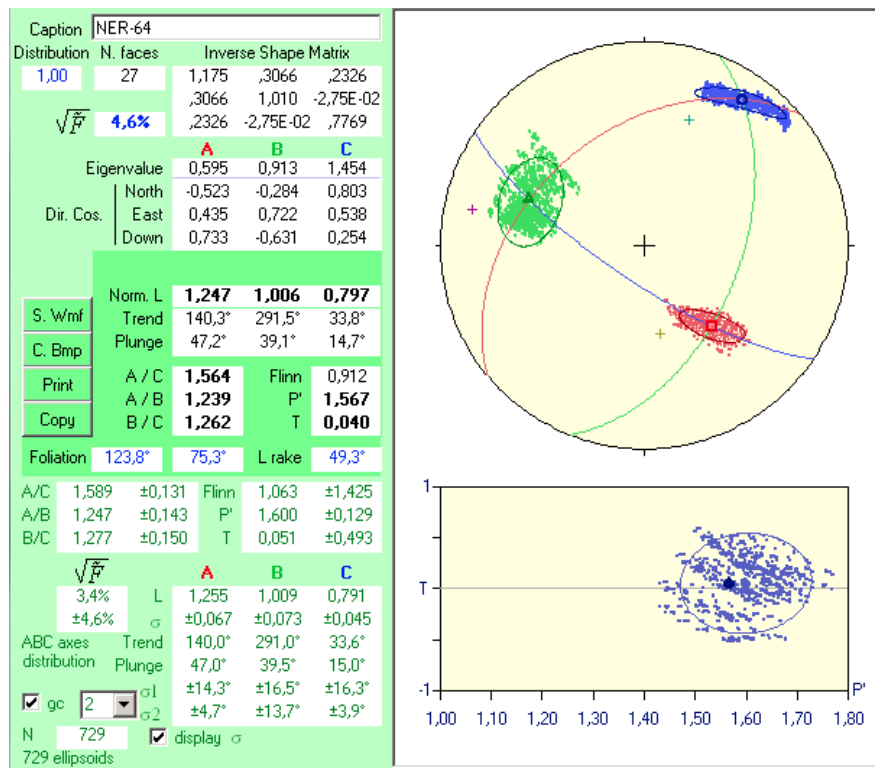 Caption NER-64
Distribution N. faces Inverse Shape Matrix
1,00 27 1,175 ,3066 ,2326
,3066 1,010 -2,75E-02
√F̃ 4,6% ,2326 -2,75E-02 ,7769
A B C
Eigenvalue 0,595 0,913 1,454
North -0,523 -0,284 0,803
Dir. Cos. East 0,435 0,722 0,538
Down 0,733 -0,631 0,254
Norm. L 1,247 1,006 0,797
S. Wmf Trend 140,3° 291,5° 33,8°
C. Bmp Plunge 47,2° 39,1° 14,7°
Print A / C 1,564 Flinn 0,912
A / B 1,239 P' 1,567
Copy B / C 1,262 T 0,040
Foliation 123,8° 75,3° L rake 49,3°
A/C 1,589 ±0,131 Flinn 1,063 ±1,425
A/B 1,247 ±0,143 P' 1,600 ±0,129
B/C 1,277 ±0,150 T 0,051 ±0,493
√F̃ A B C
3,4% L 1,255 1,009 0,791
±4,6% σ ±0,067 ±0,073 ±0,045
ABC axes Trend 140,0° 291,0° 33,6°
distribution Plunge 47,0° 39,5° 15,0°
gc 2 σ1 ±14,3° ±16,5° ±16,3°
σ2 ±4,7° ±13,7° ±3,9°
N 729 display σ
729 ellipsoids
1
T
-1 P'
1,00 1,10 1,20 1,30 1,40 1,50 1,60 1,70 1,80